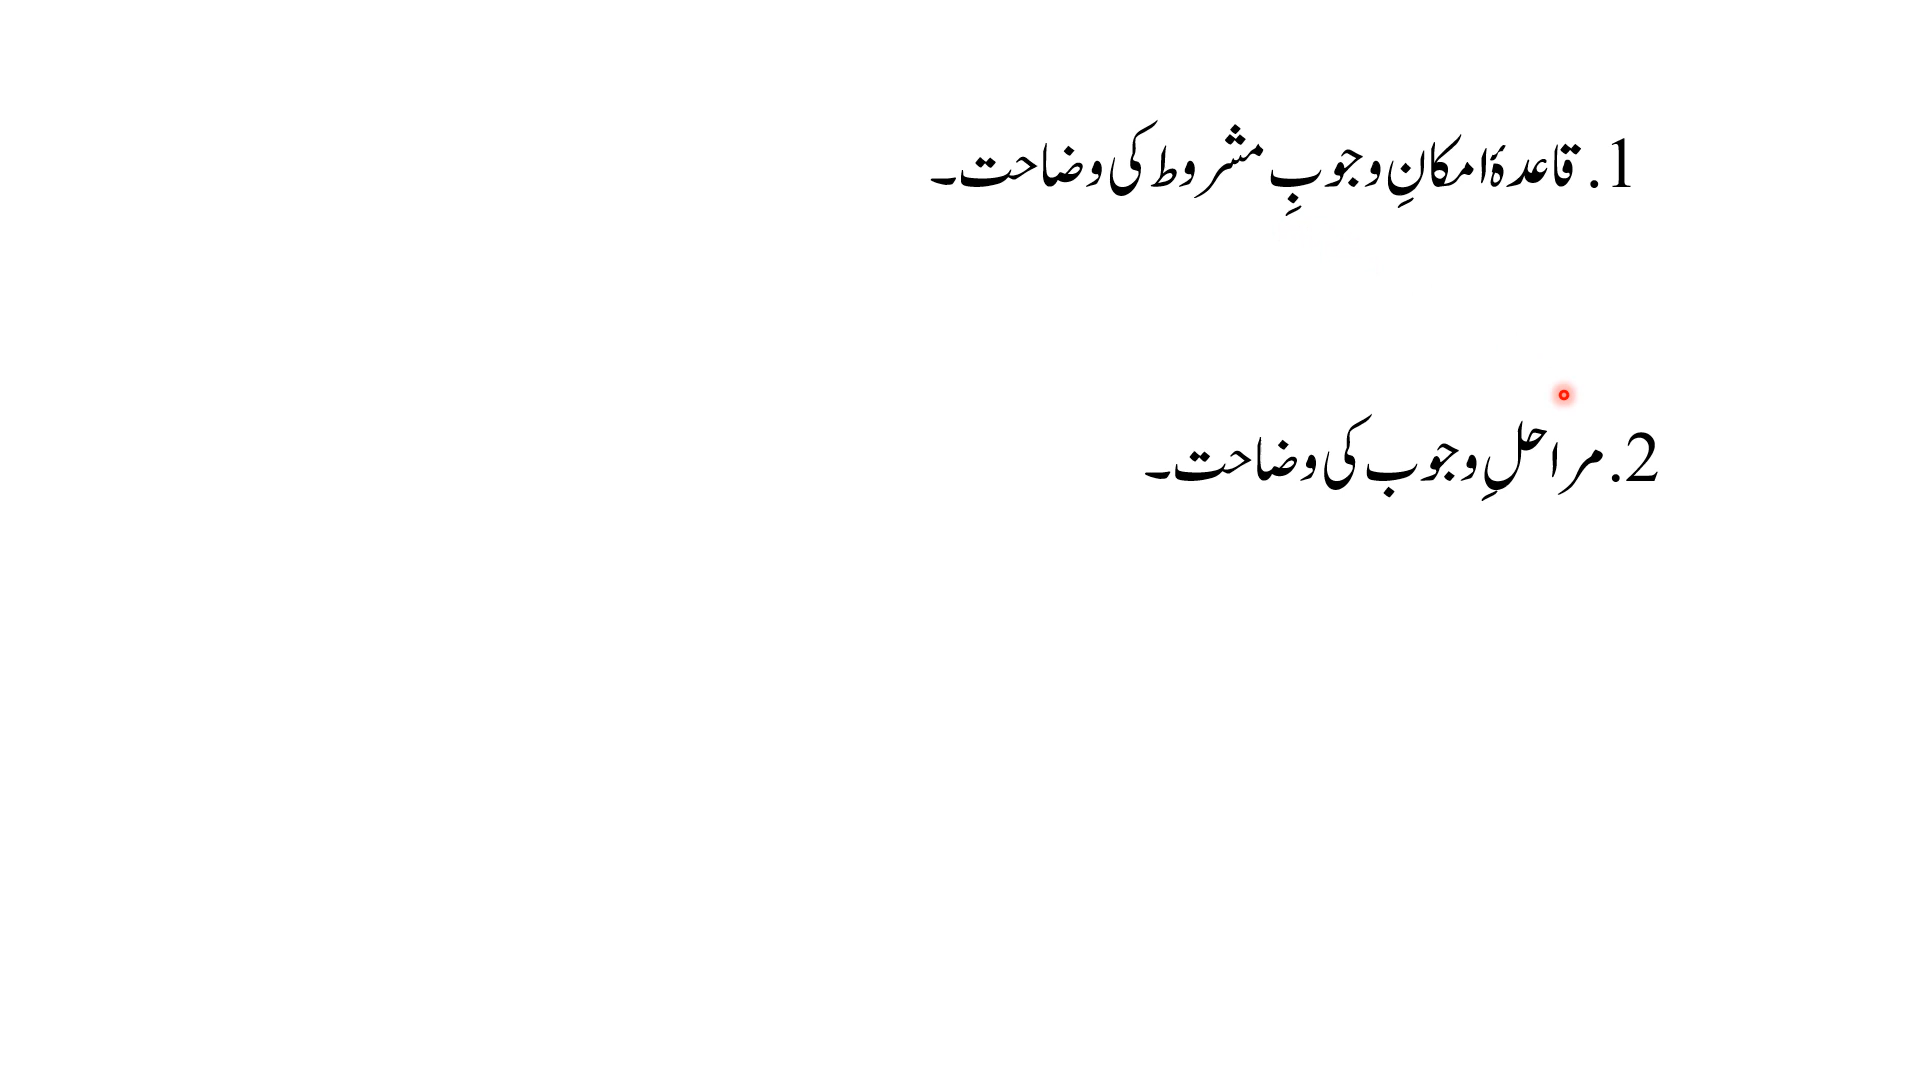 1. قاعدۂ امکانِ وجوبِ مشروط کی وضاحت۔
2. مراحلِ وجوب کی وضاحت۔